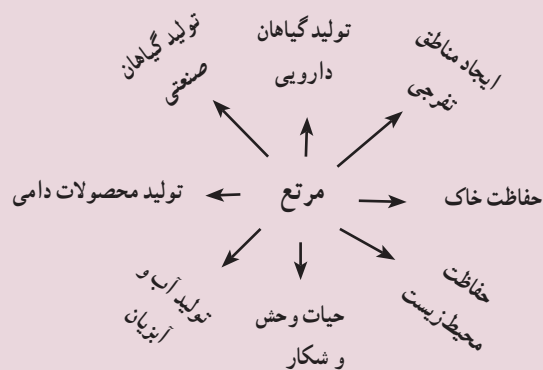 ایجاد مناطق
تفرجی
تولید گیاهان
دارویی
تولید گیاهان
صنعتی
حفاظت خاک
مرتع
تولید محصولات دامی
حفاظت
محیط‌زیست
حیات وحش
و شکار
تولید آب و
آبزیان